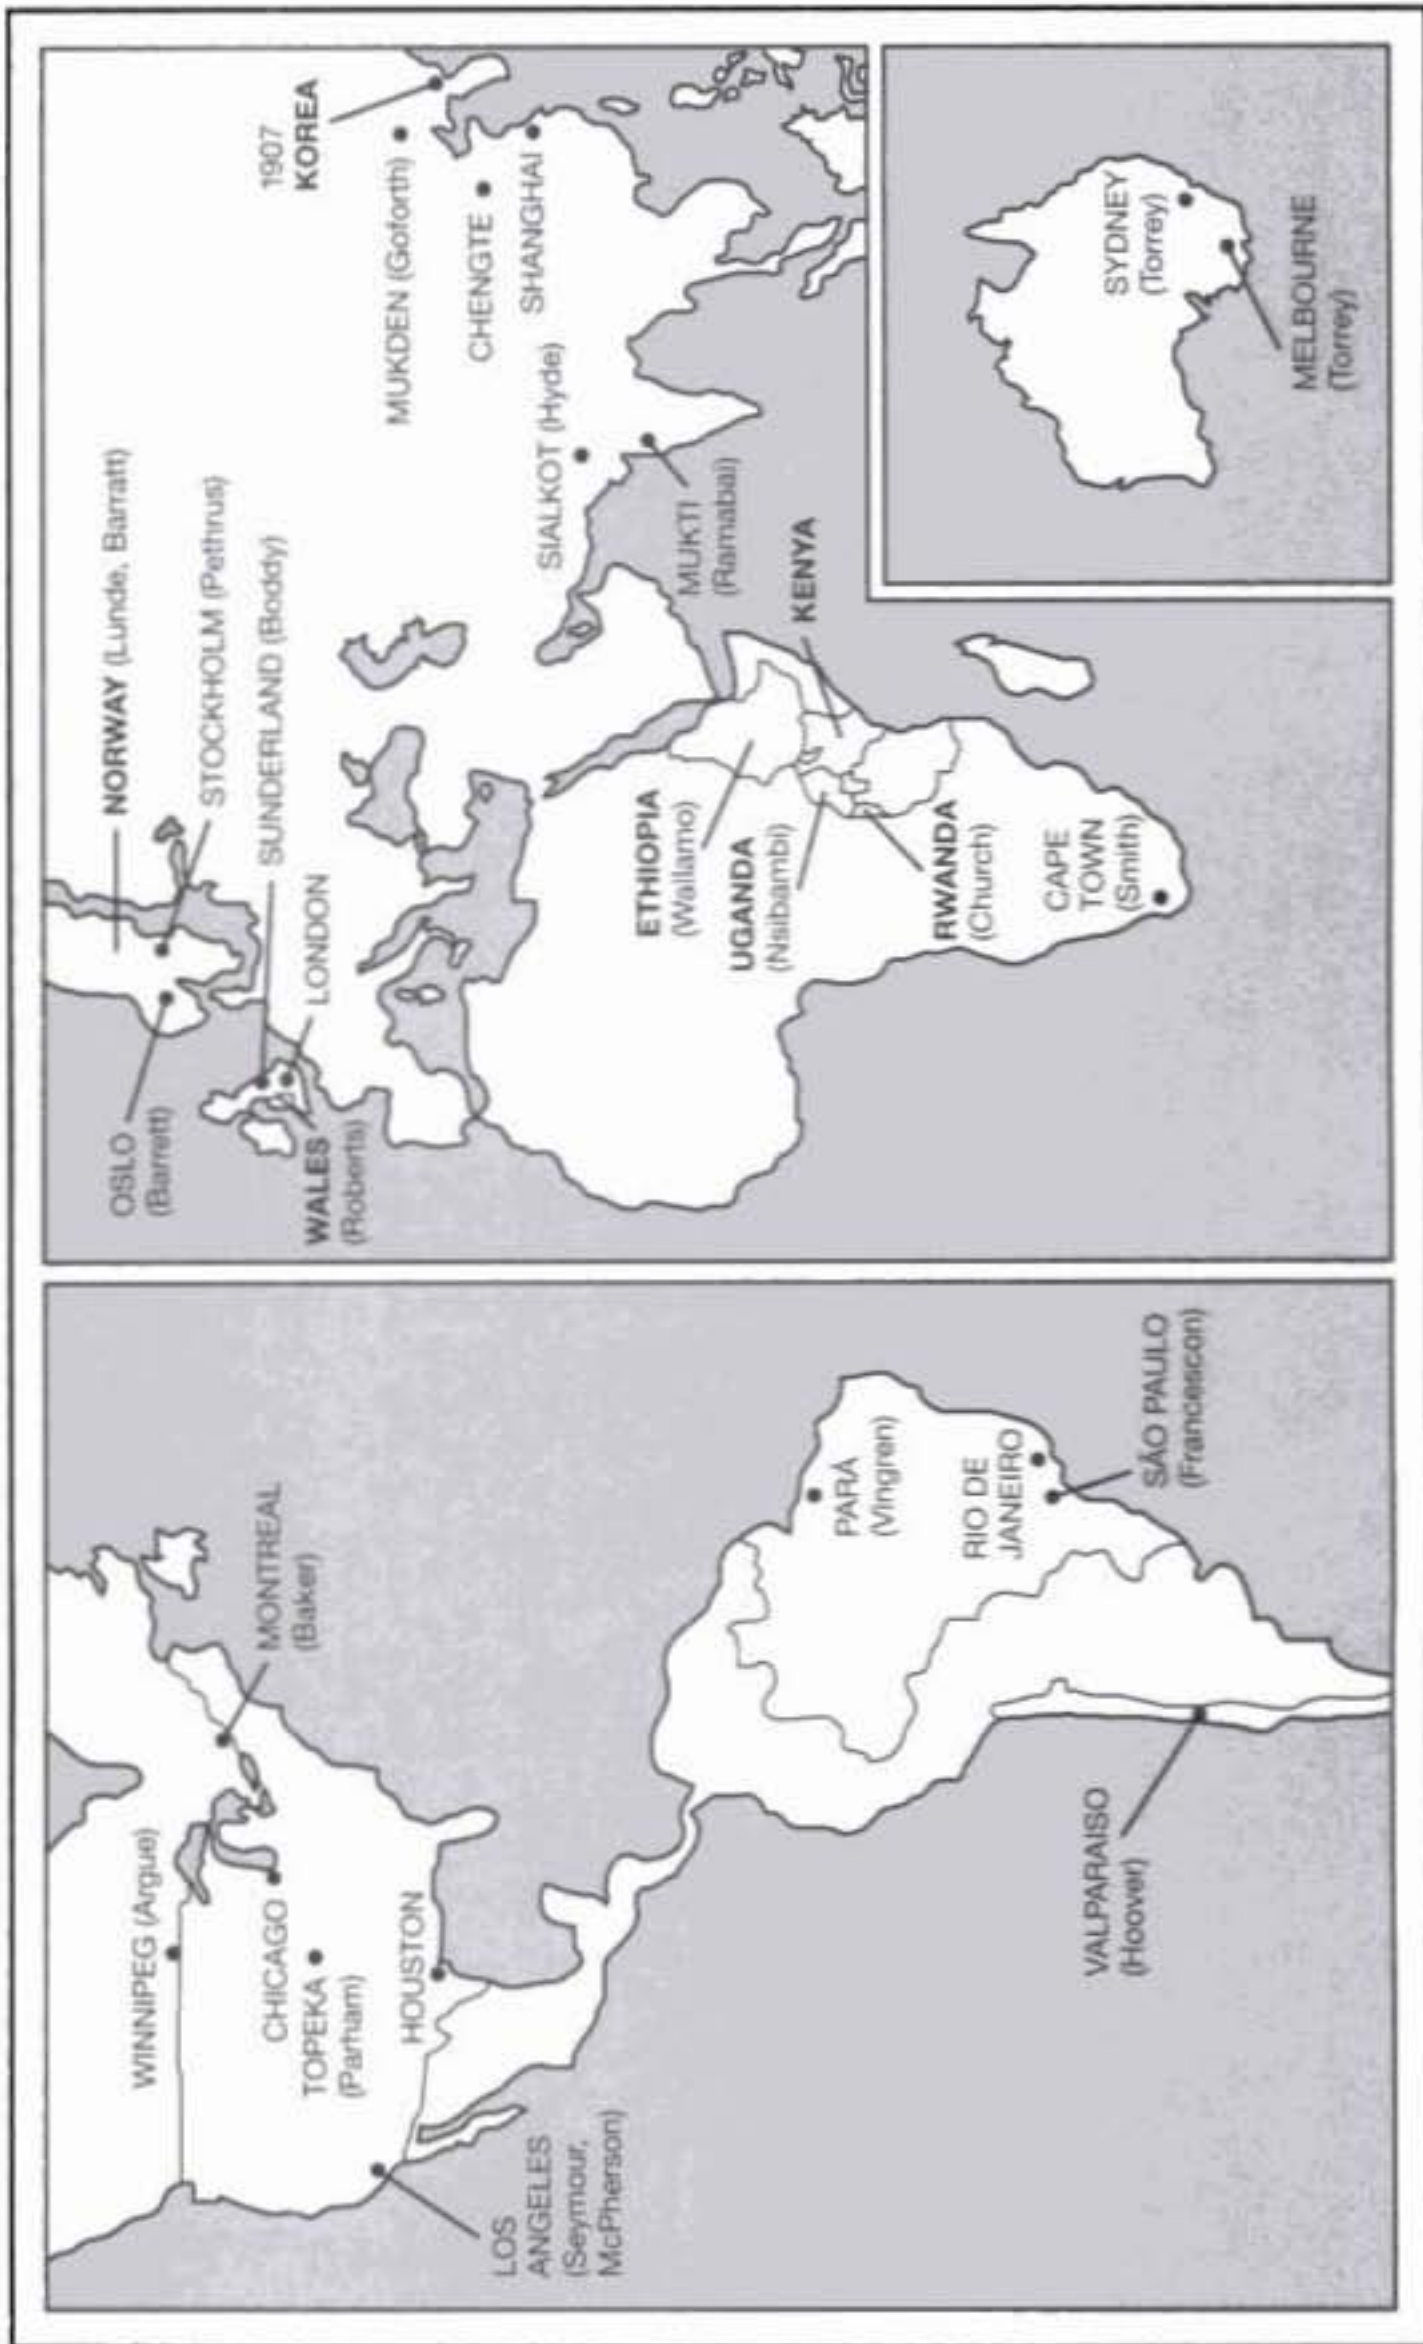 WINNIPEG (Argue)
MONTREAL
(Baker)
CHICAGO
TOPEKA
(Parham)
HOUSTON
LOS
ANGELES
(Seymour,
McPherson)
PARÁ
(Vingren)
RIO DE
JANEIRO
SÃO PAULO
(Francescon)
VALPARAISO
(Hoover)
OSLO
(Barrett)
NORWAY (Lunde, Barratt)
STOCKHOLM (Pethrus)
SUNDERLAND (Boddy)
LONDON
WALES
(Roberts)
1907
KOREA
MUKDEN (Goforth)
CHENGTE
SHANGHAI
SIALKOT (Hyde)
MUKTI
(Ramabai)
ETHIOPIA
(Wallamo)
UGANDA
(Nsibambi)
KENYA
RWANDA
(Church)
CAPE
TOWN
(Smith)
SYDNEY
(Torrey)
MELBOURNE
(Torrey)